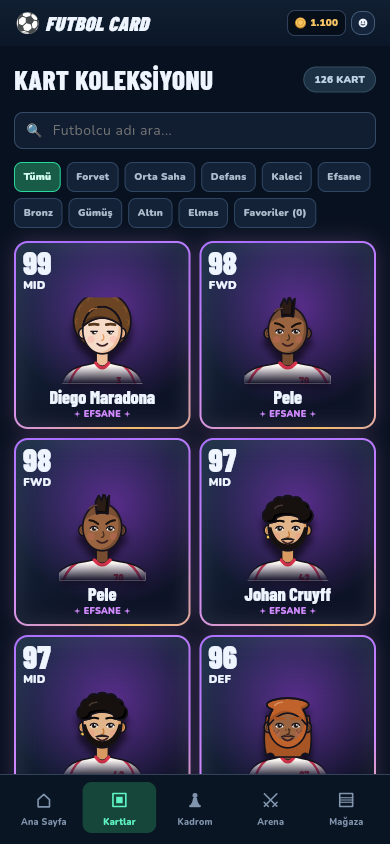 FUTBOL CARD
1.100
KART KOLEKSİYONU
126 KART
Futbolcu adı ara...
Tümü Forvet Orta Saha Defans Kaleci Efsane
Bronz Gümüş Altın Elmas Favoriler (0)
99
MID
Diego Maradona
✦ EFSANE ✦
98
FWD
Pele
✦ EFSANE ✦
98
FWD
Pele
✦ EFSANE ✦
97
MID
Johan Cruyff
✦ EFSANE ✦
97
MID
96
DEF
Ana Sayfa Kartlar Kadrom Arena Mağaza